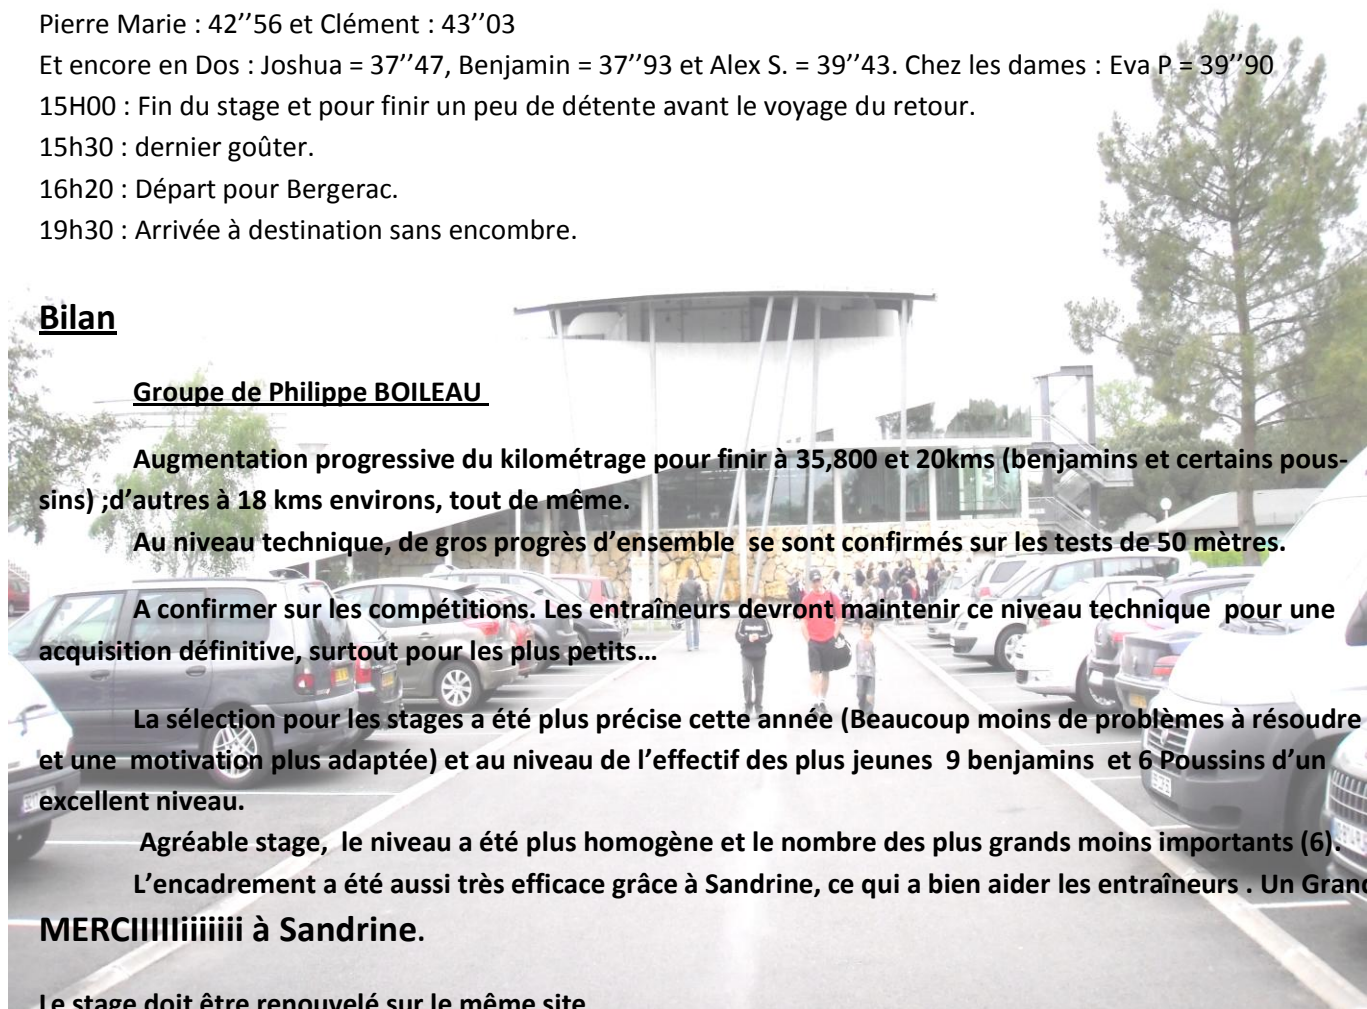 Pierre Marie : 42’’56 et Clément : 43’’03
Et encore en Dos : Joshua = 37’’47, Benjamin = 37’’93 et Alex S. = 39’’43. Chez les dames : Eva P = 39’’90
15H00 : Fin du stage et pour finir un peu de détente avant le voyage du retour.
15h30 : dernier goûter.
16h20 : Départ pour Bergerac.
19h30 : Arrivée à destination sans encombre.
Bilan
Groupe de Philippe BOILEAU
Augmentation progressive du kilométrage pour finir à 35,800 et 20kms (benjamins et certains pous-
sins) ;d’autres à 18 kms environs, tout de même.
Au niveau technique, de gros progrès d’ensemble se sont confirmés sur les tests de 50 mètres.
A confirmer sur les compétitions. Les entraîneurs devront maintenir ce niveau technique pour une
acquisition définitive, surtout pour les plus petits…
La sélection pour les stages a été plus précise cette année (Beaucoup moins de problèmes à résoudre
et une motivation plus adaptée) et au niveau de l’effectif des plus jeunes 9 benjamins et 6 Poussins d’un
excellent niveau.
Agréable stage, le niveau a été plus homogène et le nombre des plus grands moins importants (6).
L’encadrement a été aussi très efficace grâce à Sandrine, ce qui a bien aider les entraîneurs . Un Grand
MERCIIIIIiiiiiii à Sandrine.
Le stage doit être renouvelé sur le même site